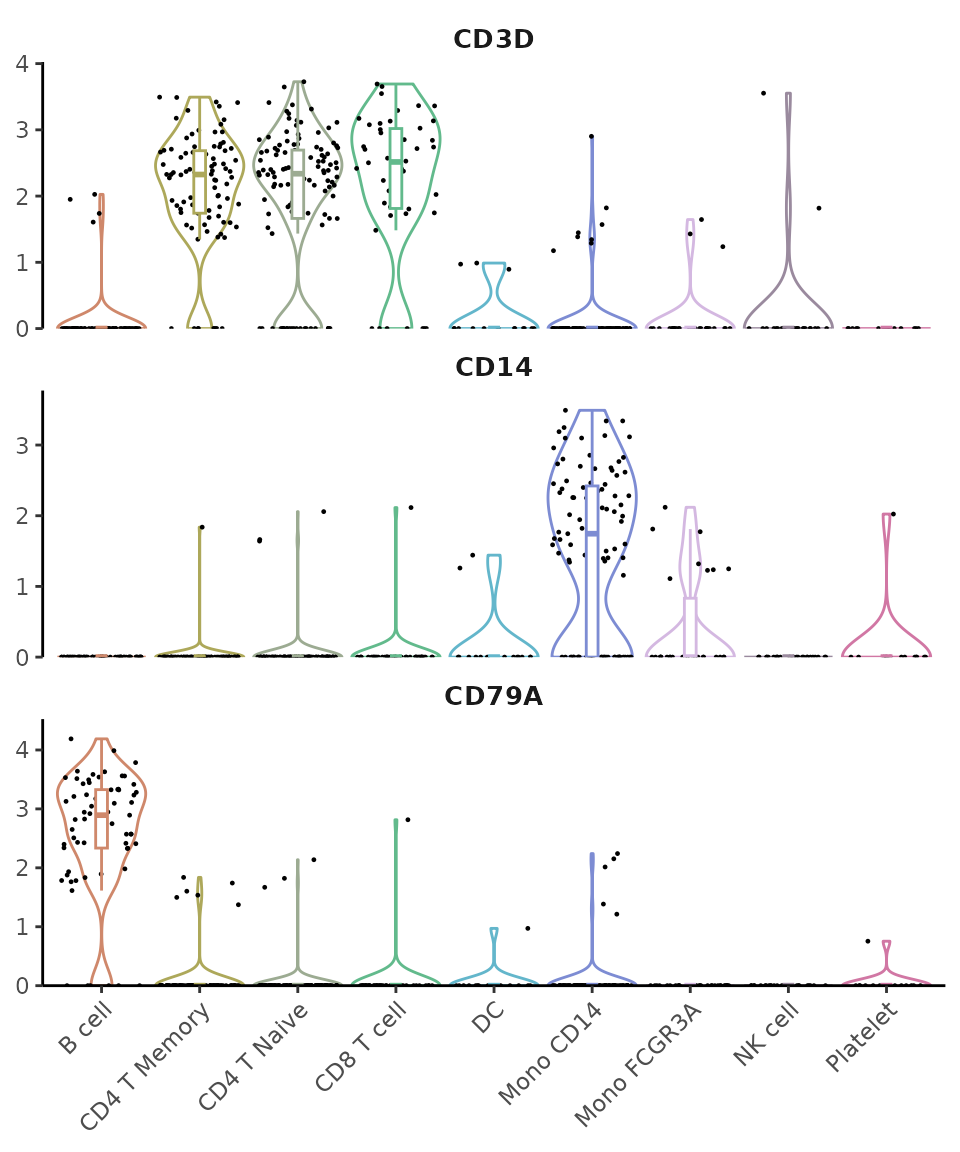 CD3D
4
3
2
1
0
CD14
3
2
1
0
CD79A
4
3
2
1
0
B cell
CD4 T Memory
CD4 T Naive
CD8 T cell
DC
Mono CD14
Mono FCGR3A
NK cell
Platelet